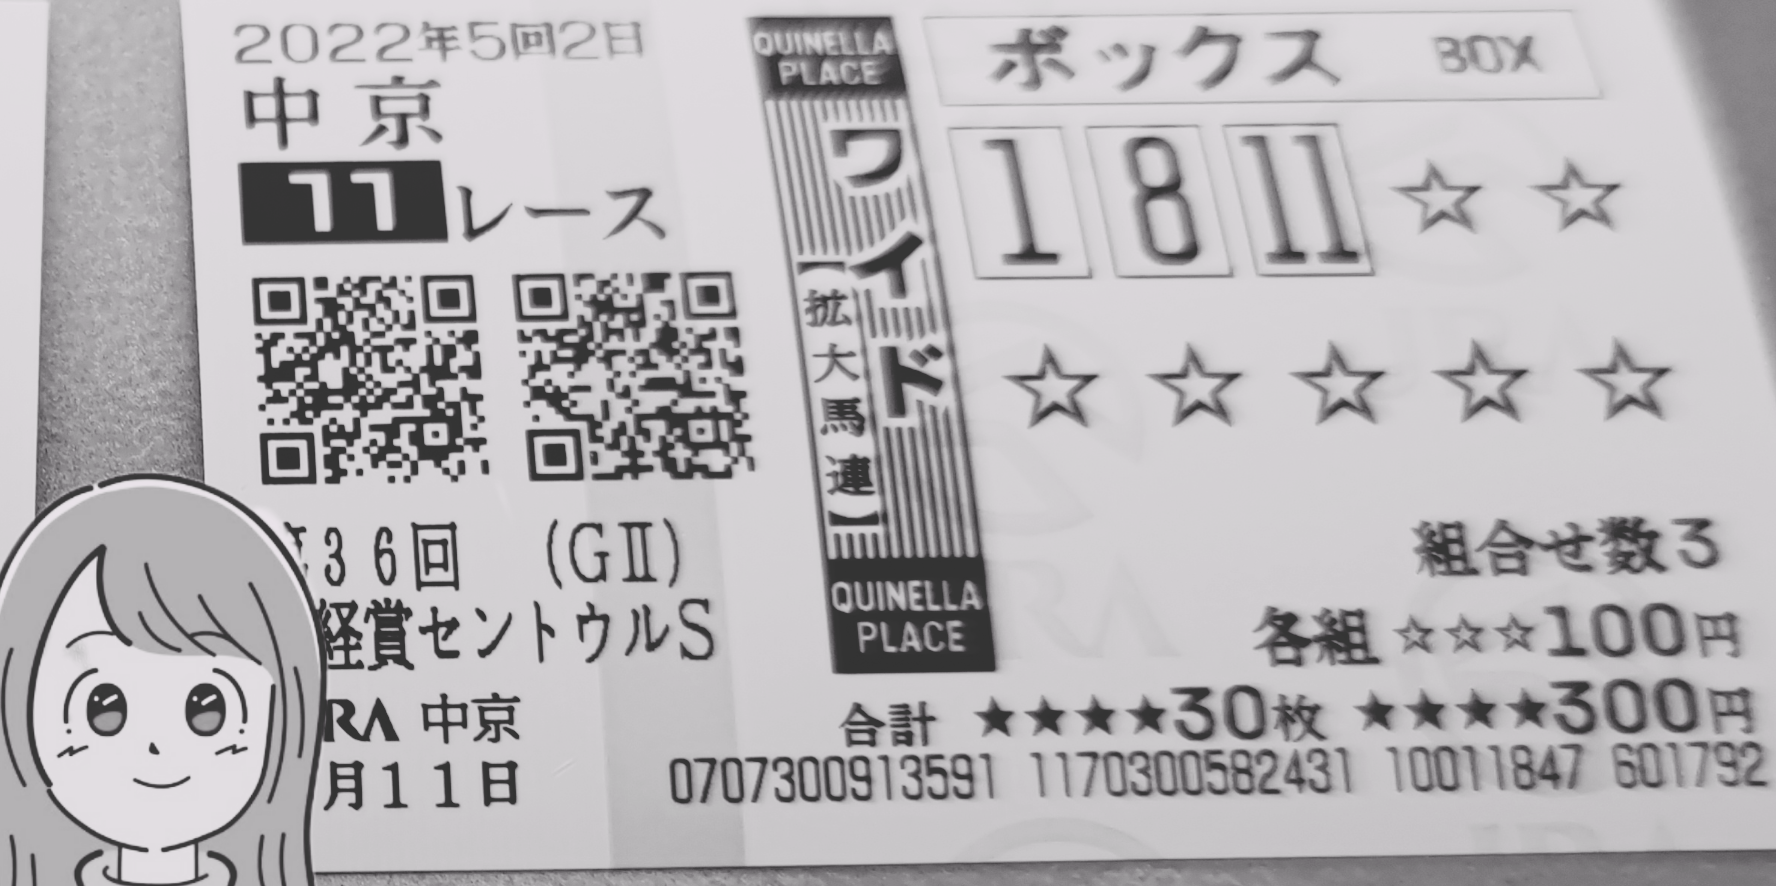 2022年5回2日
中京
11レース
36回 (GⅡ)
経賞セントウルS
RA 中京
月11日
QUINELLA PLACE
ワイド
【拡大馬連】
QUINELLA PLACE
ボックス BOX
1 8 11 ☆ ☆
☆ ☆ ☆ ☆ ☆
組合せ数3
各組 ☆☆☆100円
合計 ★★★★30枚 ★★★★300円
0707300913591 1170300582431 10011847 601792